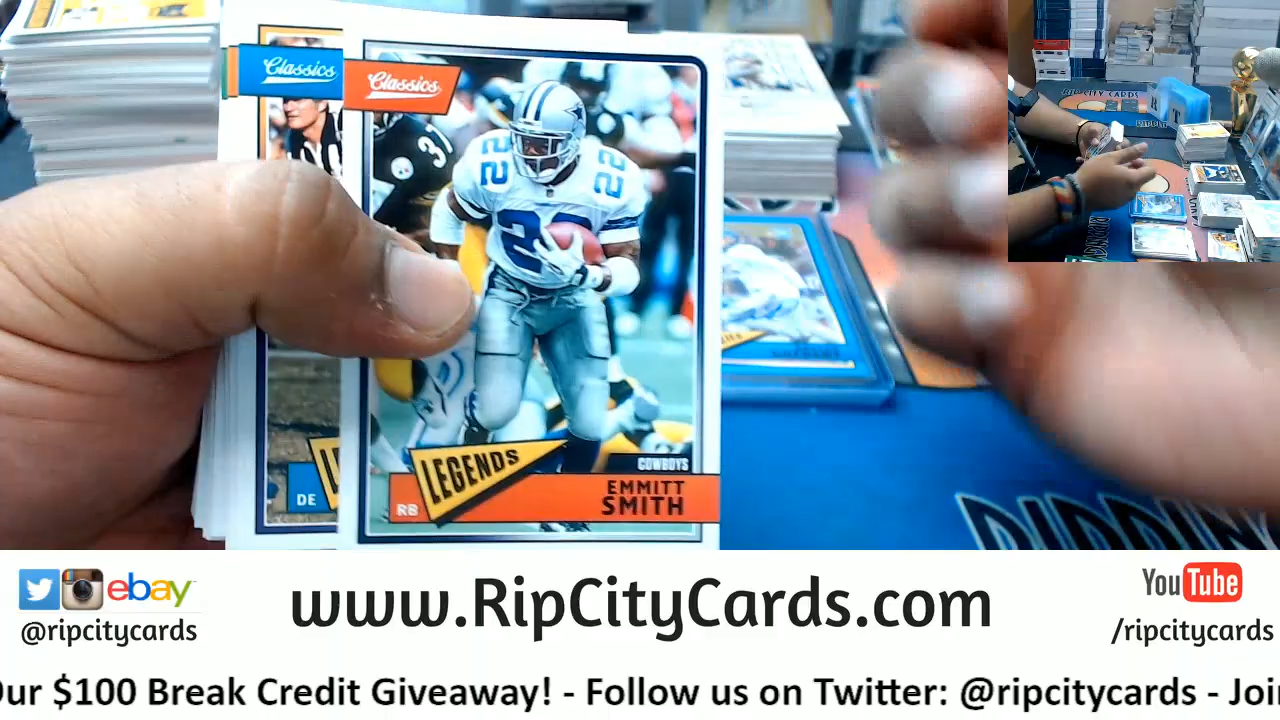 Classics
Classics
RIP CITY CARDS
37
22 22
22
COWBOYS
LEGENDS
EMMITT
SMITH
RB
DE
ebay
@ripcitycards
www.RipCityCards.com
YouTube
/ripcitycards
Our $100 Break Credit Giveaway! - Follow us on Twitter: @ripcitycards - Joi